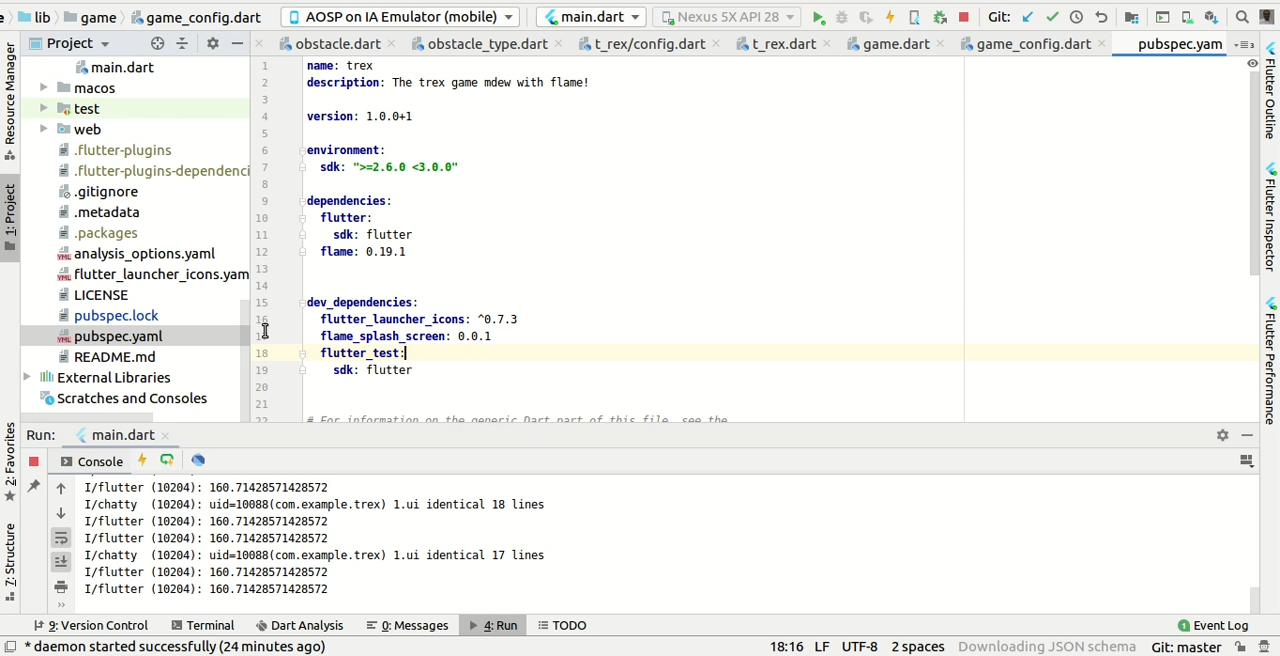 e lib game game_config.dart AOSP on IA Emulator (mobile) main.dart Nexus 5X API 28 Git:
Project obstacle.dart obstacle_type.dart t_rex/config.dart t_rex.dart game.dart game_config.dart pubspec.yam 3
Resource Manager
1: Project
2: Favorites
7: Structure
main.dart
macos
test
web
.flutter-plugins
.flutter-plugins-dependenci
.gitignore
.metadata
.packages
analysis_options.yaml
flutter_launcher_icons.yam
LICENSE
pubspec.lock
pubspec.yaml
README.md
External Libraries
Scratches and Consoles
1 name: trex
2 description: The trex game mdew with flame!
3
4 version: 1.0.0+1
5
6 environment:
7 sdk: ">=2.6.0 <3.0.0"
8
9 dependencies:
10 flutter:
11 sdk: flutter
12 flame: 0.19.1
13
14
15 dev_dependencies:
16 flutter_launcher_icons: ^0.7.3
17 flame_splash_screen: 0.0.1
18 flutter_test:
19 sdk: flutter
20
21
22 # For information on the generic Dart part of this file, see the
Flutter Outline
Flutter Inspector
Flutter Performance
Run: main.dart
Console
I/flutter (10204): 160.71428571428572
I/chatty (10204): uid=10088(com.example.trex) 1.ui identical 18 lines
I/flutter (10204): 160.71428571428572
I/flutter (10204): 160.71428571428572
I/chatty (10204): uid=10088(com.example.trex) 1.ui identical 17 lines
I/flutter (10204): 160.71428571428572
I/flutter (10204): 160.71428571428572
9: Version Control Terminal Dart Analysis 0: Messages 4: Run TODO 1 Event Log
* daemon started successfully (24 minutes ago) 18:16 LF UTF-8 2 spaces Downloading JSON schema Git: master